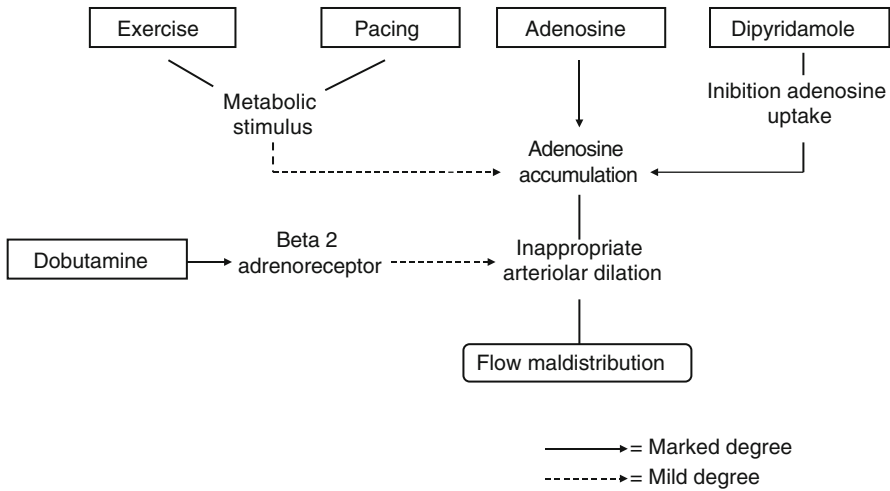 Exercise
Pacing
Adenosine
Dipyridamole
Metabolic
stimulus
Inibition adenosine
uptake
Adenosine
accumulation
Dobutamine
Beta 2
adrenoreceptor
Inappropriate
arteriolar dilation
Flow maldistribution
= Marked degree
= Mild degree